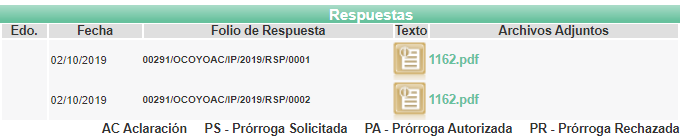 Respuestas
Edo. Fecha Folio de Respuesta Texto Archivos Adjuntos
02/10/2019 00291/OCOYOAC/IP/2019/RSP/0001 1162.pdf
02/10/2019 00291/OCOYOAC/IP/2019/RSP/0002 1162.pdf
AC Aclaración PS - Prórroga Solicitada PA - Prórroga Autorizada PR - Prórroga Rechazada